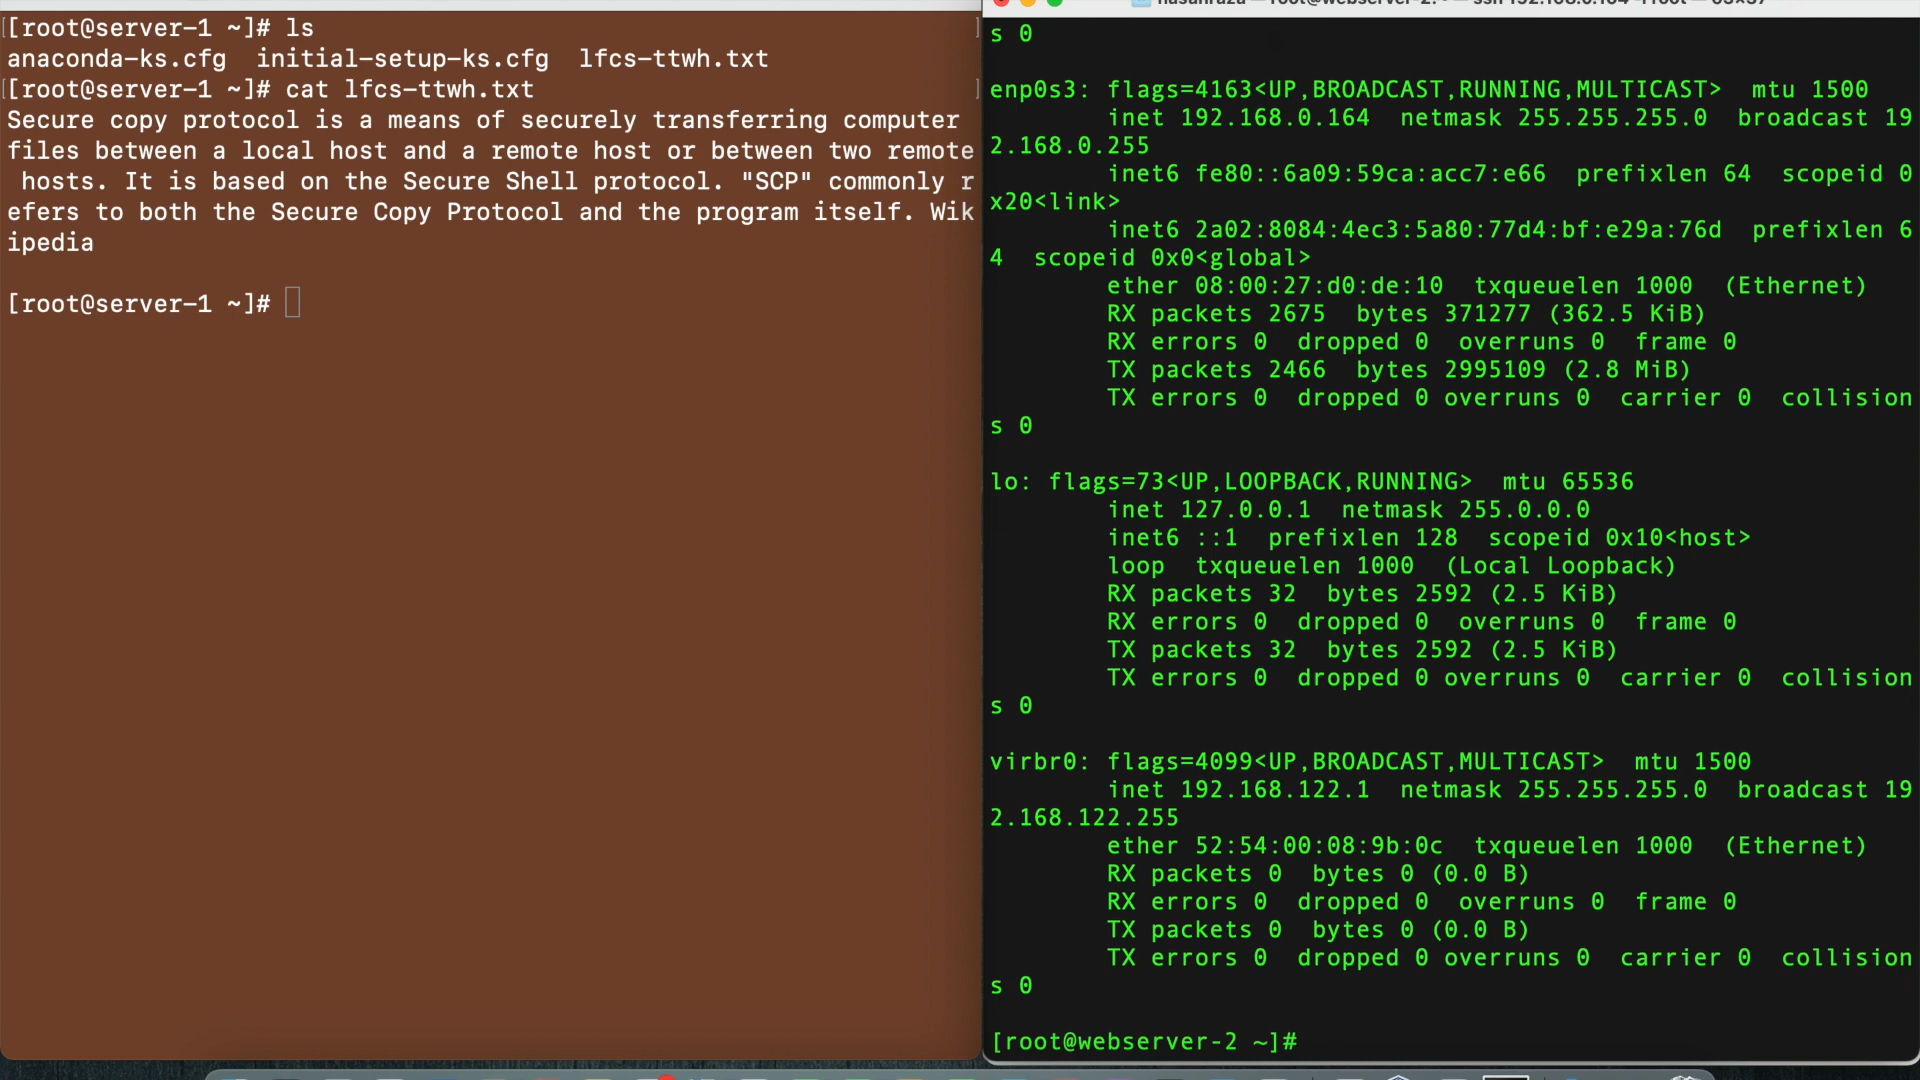 [root@server-1 ~]# ls
anaconda-ks.cfg  initial-setup-ks.cfg  lfcs-ttwh.txt
[root@server-1 ~]# cat lfcs-ttwh.txt
Secure copy protocol is a means of securely transferring computer
files between a local host and a remote host or between two remote
 hosts. It is based on the Secure Shell protocol. "SCP" commonly r
efers to both the Secure Copy Protocol and the program itself. Wik
ipedia
[root@server-1 ~]#
s 0
enp0s3: flags=4163<UP,BROADCAST,RUNNING,MULTICAST>  mtu 1500
        inet 192.168.0.164  netmask 255.255.255.0  broadcast 19
2.168.0.255
        inet6 fe80::6a09:59ca:acc7:e66  prefixlen 64  scopeid 0
x20<link>
        inet6 2a02:8084:4ec3:5a80:77d4:bf:e29a:76d  prefixlen 6
4  scopeid 0x0<global>
        ether 08:00:27:d0:de:10  txqueuelen 1000  (Ethernet)
        RX packets 2675  bytes 371277 (362.5 KiB)
        RX errors 0  dropped 0  overruns 0  frame 0
        TX packets 2466  bytes 2995109 (2.8 MiB)
        TX errors 0  dropped 0 overruns 0  carrier 0  collision
s 0
lo: flags=73<UP,LOOPBACK,RUNNING>  mtu 65536
        inet 127.0.0.1  netmask 255.0.0.0
        inet6 ::1  prefixlen 128  scopeid 0x10<host>
        loop  txqueuelen 1000  (Local Loopback)
        RX packets 32  bytes 2592 (2.5 KiB)
        RX errors 0  dropped 0  overruns 0  frame 0
        TX packets 32  bytes 2592 (2.5 KiB)
        TX errors 0  dropped 0 overruns 0  carrier 0  collision
s 0
virbr0: flags=4099<UP,BROADCAST,MULTICAST>  mtu 1500
        inet 192.168.122.1  netmask 255.255.255.0  broadcast 19
2.168.122.255
        ether 52:54:00:08:9b:0c  txqueuelen 1000  (Ethernet)
        RX packets 0  bytes 0 (0.0 B)
        RX errors 0  dropped 0  overruns 0  frame 0
        TX packets 0  bytes 0 (0.0 B)
        TX errors 0  dropped 0 overruns 0  carrier 0  collision
s 0
[root@webserver-2 ~]#